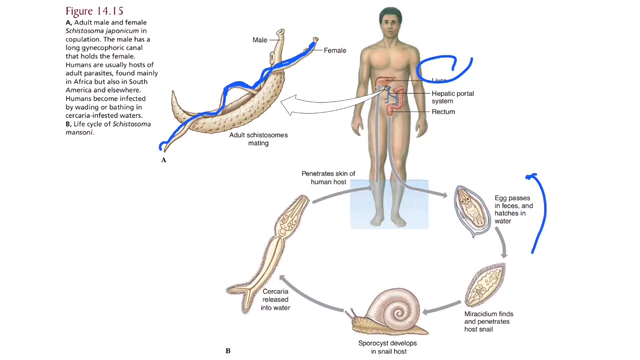 Figure 14.15
A, Adult male and female
Schistosoma japonicum in
copulation. The male has a
long gynecophoric canal
that holds the female.
Humans are usually hosts of
adult parasites, found mainly
in Africa but also in South
America and elsewhere. Humans become infected
by wading or bathing in
cercaria-infested waters.
B, Life cycle of Schistosoma
mansoni.
Male
Female
Adult schistosomes
mating
A
Liver
Hepatic portal
system
Rectum
Penetrates skin of
human host
Egg passes
in feces, and
hatches in
water
Cercaria
released
into water
Miracidium finds
and penetrates
host snail
Sporocyst develops
in snail host
B